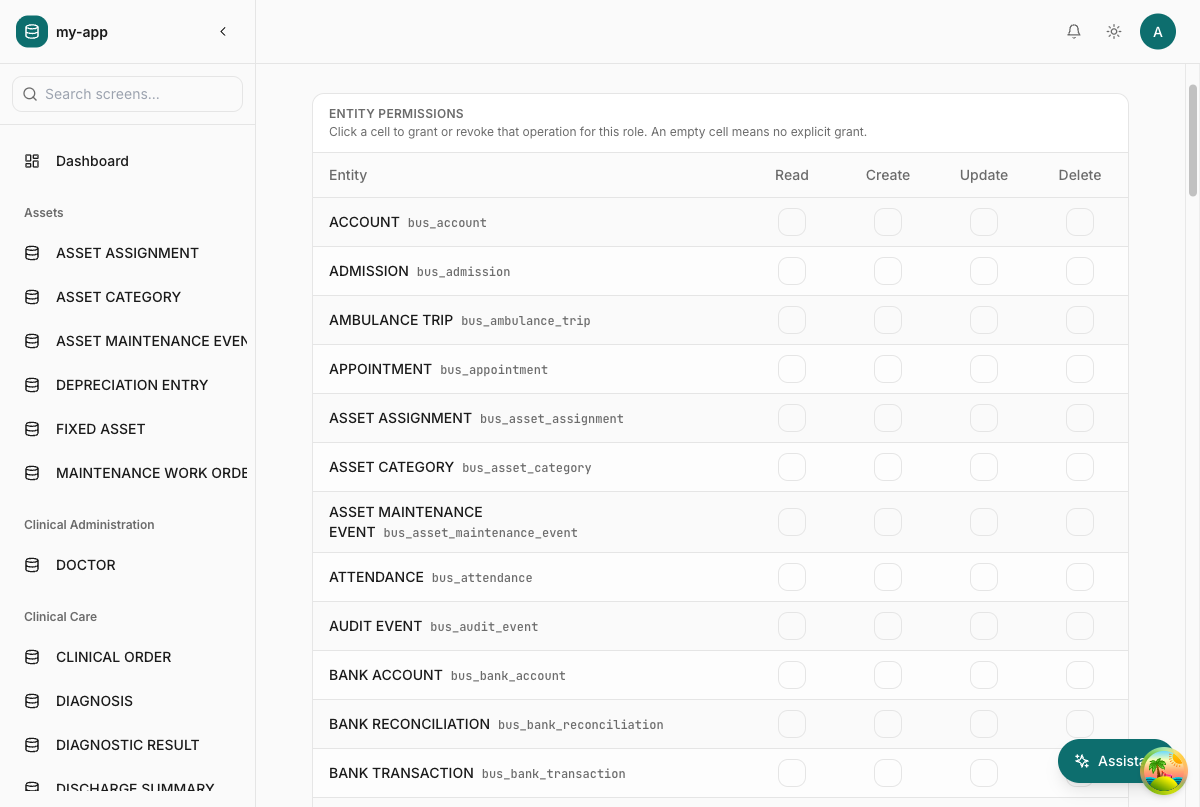 my-app
A
Search screens...
Dashboard
Assets
ASSET ASSIGNMENT
ASSET CATEGORY
ASSET MAINTENANCE EVEN
DEPRECIATION ENTRY
FIXED ASSET
MAINTENANCE WORK ORDE
Clinical Administration
DOCTOR
Clinical Care
CLINICAL ORDER
DIAGNOSIS
DIAGNOSTIC RESULT
DISCHARGE SUMMARY
ENTITY PERMISSIONS
Click a cell to grant or revoke that operation for this role. An empty cell means no explicit grant.
Entity Read Create Update Delete
ACCOUNT bus_account
ADMISSION bus_admission
AMBULANCE TRIP bus_ambulance_trip
APPOINTMENT bus_appointment
ASSET ASSIGNMENT bus_asset_assignment
ASSET CATEGORY bus_asset_category
ASSET MAINTENANCE
EVENT bus_asset_maintenance_event
ATTENDANCE bus_attendance
AUDIT EVENT bus_audit_event
BANK ACCOUNT bus_bank_account
BANK RECONCILIATION bus_bank_reconciliation
BANK TRANSACTION bus_bank_transaction
Assista